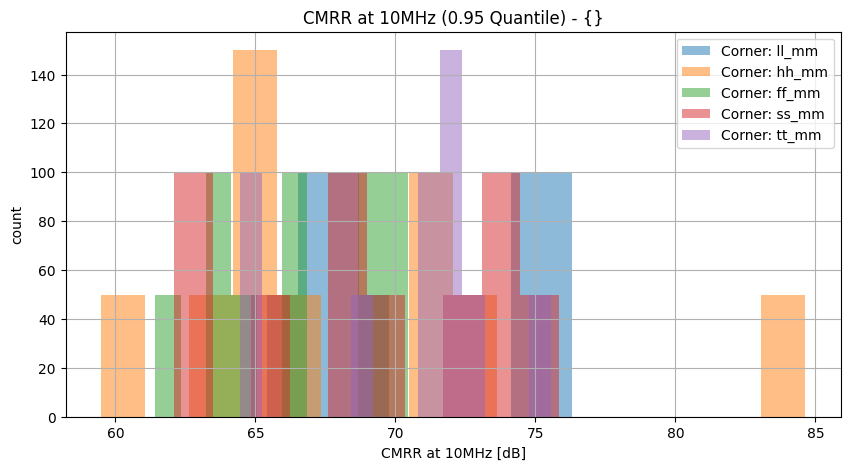 CMRR at 10MHz (0.95 Quantile) - {}
Corner: ll_mm
Corner: hh_mm
Corner: ff_mm
Corner: ss_mm
Corner: tt_mm
count
140
120
100
80
60
40
20
0
60 65 70 75 80 85
CMRR at 10MHz [dB]